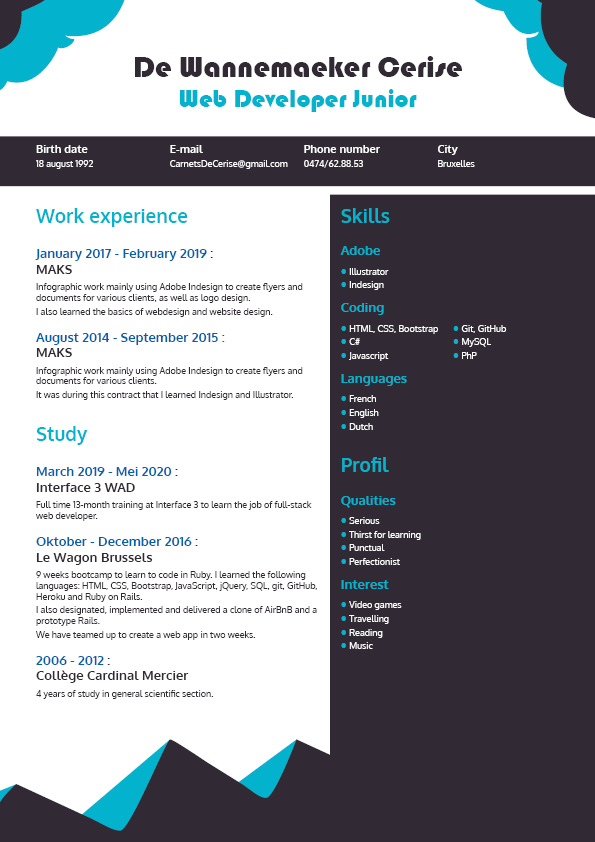 De Wannemaeker Cerise
Web Developer Junior
Birth date
18 august 1992
E-mail
CarnetsDeCerise@gmail.com
Phone number
0474/62.88.53
City
Bruxelles
Work experience
January 2017 - February 2019 :
MAKS
Infographic work mainly using Adobe Indesign to create flyers and
documents for various clients, as well as logo design.
I also learned the basics of webdesign and website design.
August 2014 - September 2015 :
MAKS
Infographic work mainly using Adobe Indesign to create flyers and
documents for various clients.
It was during this contract that I learned Indesign and Illustrator.
Study
March 2019 - Mei 2020 :
Interface 3 WAD
Full time 13-month training at Interface 3 to learn the job of full-stack
web developer.
Oktober - December 2016 :
Le Wagon Brussels
9 weeks bootcamp to learn to code in Ruby. I learned the following
languages: HTML, CSS, Bootstrap, JavaScript, jQuery, SQL, git, GitHub,
Heroku and Ruby on Rails.
I also designated, implemented and delivered a clone of AirBnB and a
prototype Rails.
We have teamed up to create a web app in two weeks.
2006 - 2012 :
Collège Cardinal Mercier
4 years of study in general scientific section.
Skills
Adobe
• Illustrator
• Indesign
Coding
• HTML, CSS, Bootstrap
• C#
• Javascript
• Git, GitHub
• MySQL
• PhP
Languages
• French
• English
• Dutch
Profil
Qualities
• Serious
• Thirst for learning
• Punctual
• Perfectionist
Interest
• Video games
• Travelling
• Reading
• Music